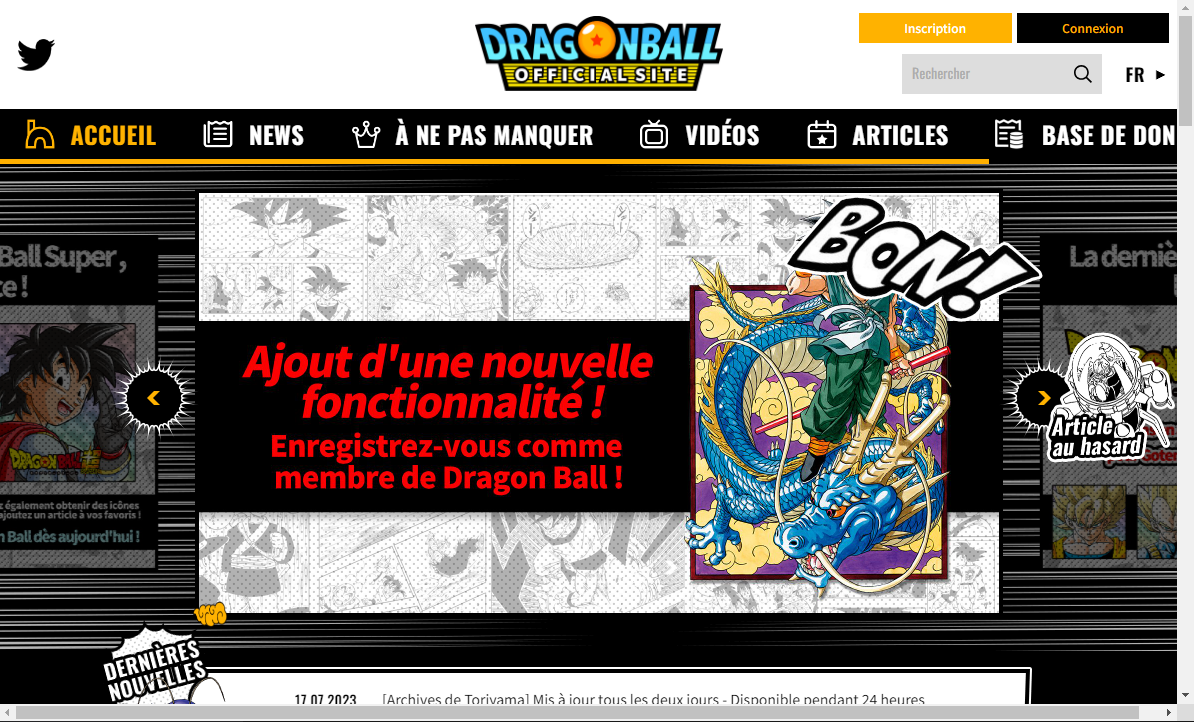 DRAGONBALL
OFFICIAL SITE
Inscription
Connexion
Rechercher
FR
ACCUEIL
NEWS
À NE PAS MANQUER
VIDÉOS
ARTICLES
BASE DE DON
Ball Super,
te !
DRAGONBALL
z également obtenir des icônes
ajoutez un article à vos favoris !
n Ball dès aujourd'hui !
BON!
Ajout d'une nouvelle
fonctionnalité !
Enregistrez-vous comme
membre de Dragon Ball !
La derniè
Article
au hasard
DERNIÈRES
NOUVELLES
17.07.2023
[Archives de Toriyama] Mis à jour tous les deux jours - Disponible pendant 24 heures